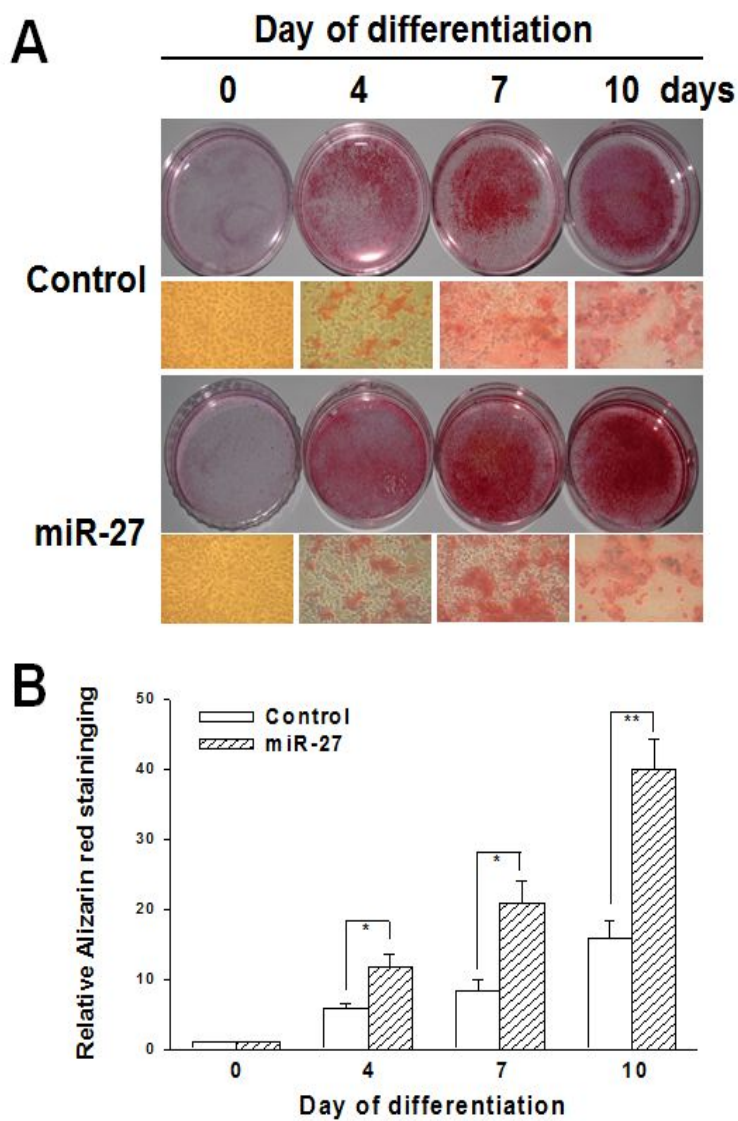 A
Day of differentiation
0 4 7 10 days
Control
miR-27
B
Relative Alizarin red staininging
50
40
30
20
10
0
Control
miR-27
*
*
**
0 4 7 10
Day of differentiation